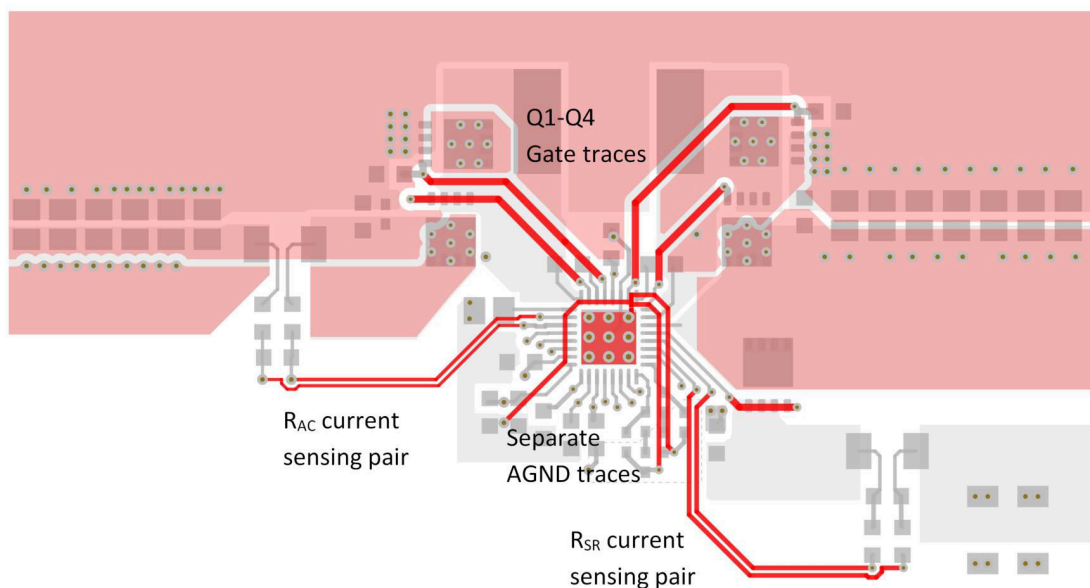 Q1-Q4
Gate traces
RAC current
sensing pair
Separate
AGND traces
RSR current
sensing pair